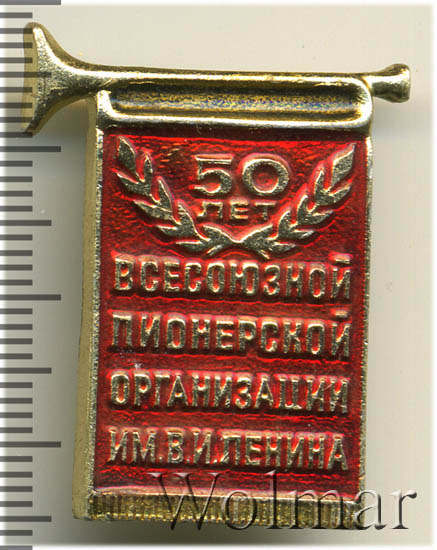 50
ЛЕТ
ВСЕСОЮЗНОЙ
ПИОНЕРСКОЙ
ОРГАНИЗАЦИИ
ИМ.В.И.ЛЕНИНА
Wolmar